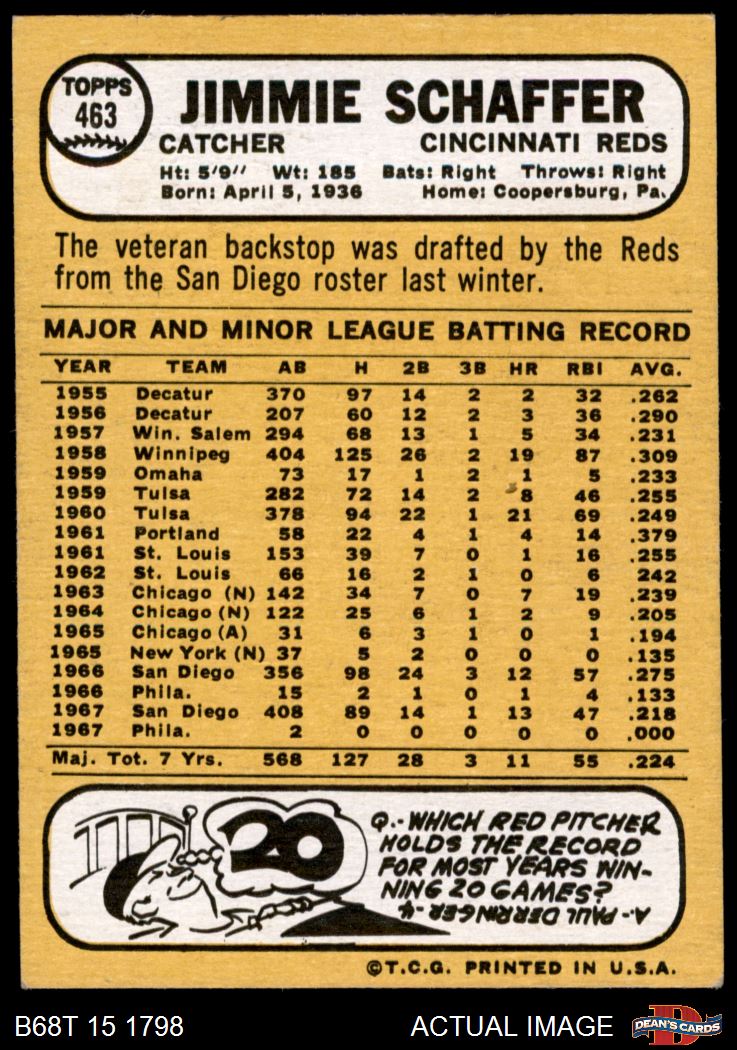 TOPPS
463
JIMMIE SCHAFFER
CATCHER CINCINNATI REDS
Ht: 5'9" Wt: 185 Bats: Right Throws: Right
Born: April 5, 1936 Home: Coopersburg, Pa.
The veteran backstop was drafted by the Reds
from the San Diego roster last winter.
MAJOR AND MINOR LEAGUE BATTING RECORD
YEAR TEAM AB H 2B 3B HR RBI AVG.
1955 Decatur 370 97 14 2 2 32 .262
1956 Decatur 207 60 12 2 3 36 .290
1957 Win. Salem 294 68 13 1 5 34 .231
1958 Winnipeg 404 125 26 2 19 87 .309
1959 Omaha 73 17 1 2 1 5 .233
1959 Tulsa 282 72 14 2 8 46 .255
1960 Tulsa 378 94 22 1 21 69 .249
1961 Portland 58 22 4 1 4 14 .379
1961 St. Louis 153 39 7 0 1 16 .255
1962 St. Louis 66 16 2 1 0 6 242
1963 Chicago (N) 142 34 7 0 7 19 .239
1964 Chicago (N) 122 25 6 1 2 9 .205
1965 Chicago (A) 31 6 3 1 0 1 .194
1965 New York (N) 37 5 2 0 0 0 .135
1966 San Diego 356 98 24 3 12 57 .275
1966 Phila. 15 2 1 0 1 4 .133
1967 San Diego 408 89 14 1 13 47 .218
1967 Phila. 2 0 0 0 0 0 .000
Maj. Tot. 7 Yrs. 568 127 28 3 11 55 .224
20
Q.-WHICH RED PITCHER
HOLDS THE RECORD
FOR MOST YEARS WIN-
NING 20 GAMES?
A-PAUL DERRINGER-4
©T.C.G. PRINTED IN U.S.A.
B68T 15 1798 ACTUAL IMAGE D DEAN'S CARDS